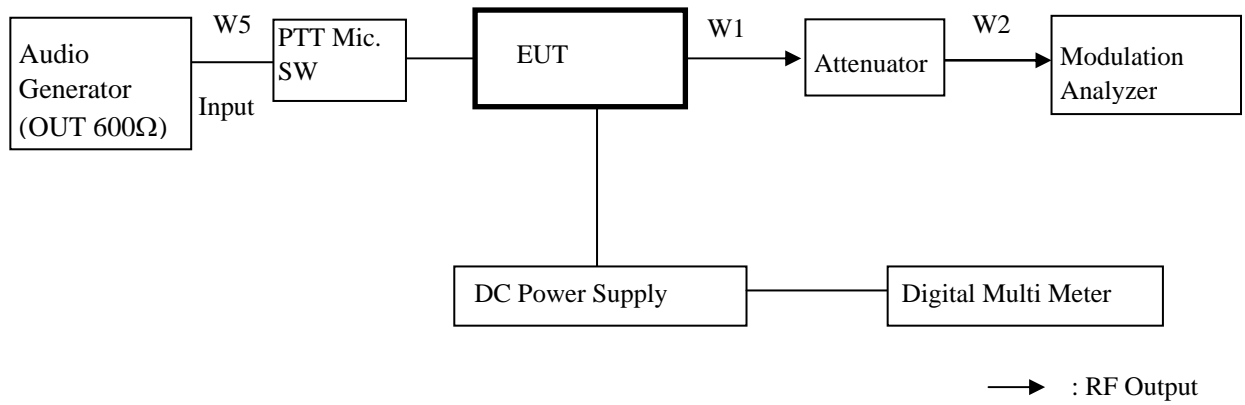 W5
Audio
Generator
(OUT 600Ω)
Input
PTT Mic.
SW
EUT
W1
Attenuator
W2
Modulation
Analyzer
DC Power Supply
Digital Multi Meter
: RF Output